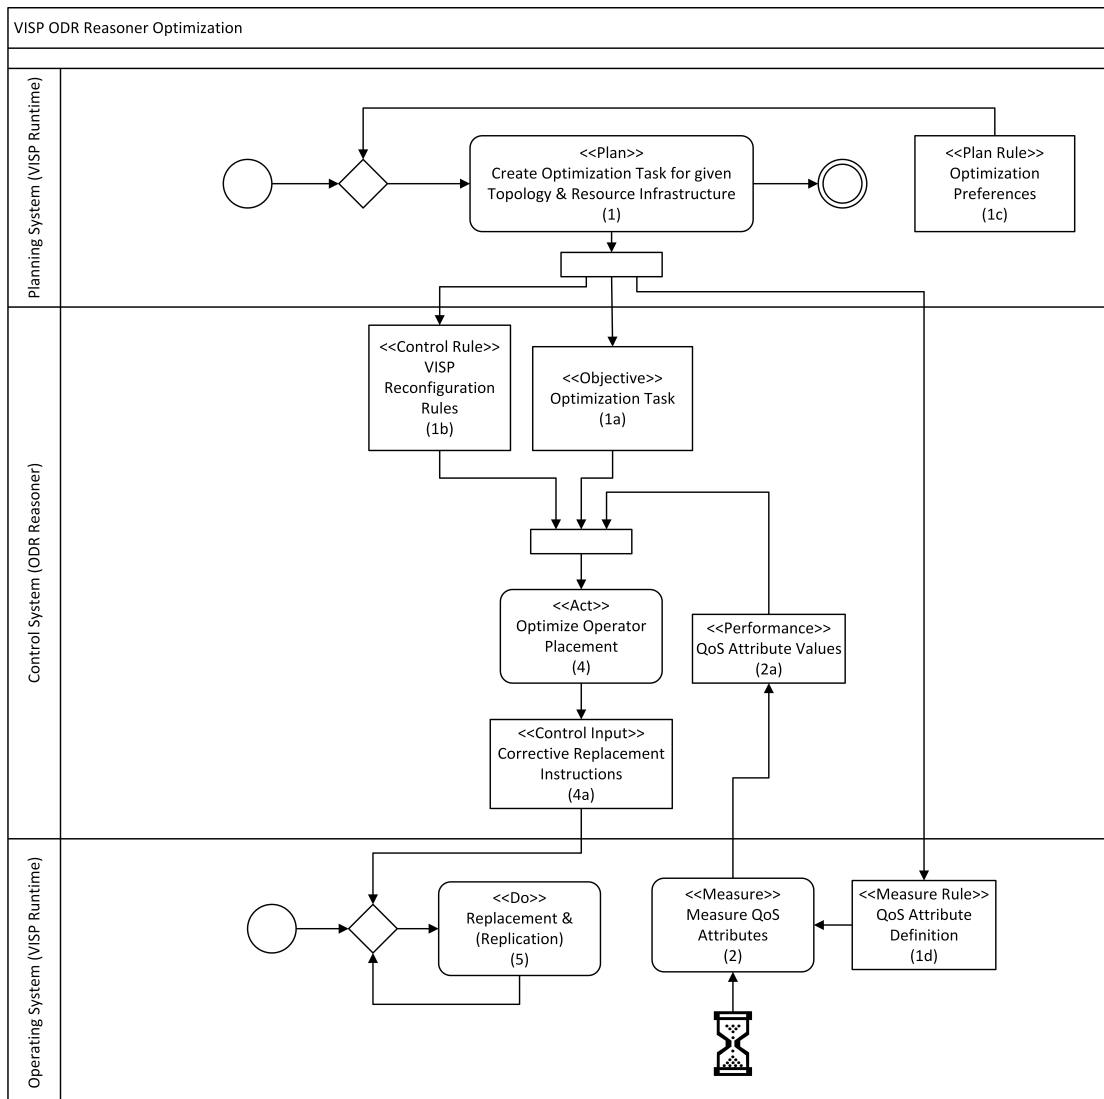 VISP ODR Reasoner Optimization
Planning System (VISP Runtime)
<<Plan>>
Create Optimization Task for given
Topology & Resource Infrastructure
(1)
<<Plan Rule>>
Optimization
Preferences
(1c)
Control System (ODR Reasoner)
<<Control Rule>>
VISP
Reconfiguration
Rules
(1b)
<<Objective>>
Optimization Task
(1a)
<<Act>>
Optimize Operator
Placement
(4)
<<Performance>>
QoS Attribute Values
(2a)
<<Control Input>>
Corrective Replacement
Instructions
(4a)
Operating System (VISP Runtime)
<<Do>>
Replacement &
(Replication)
(5)
<<Measure>>
Measure QoS
Attributes
(2)
<<Measure Rule>>
QoS Attribute
Definition
(1d)